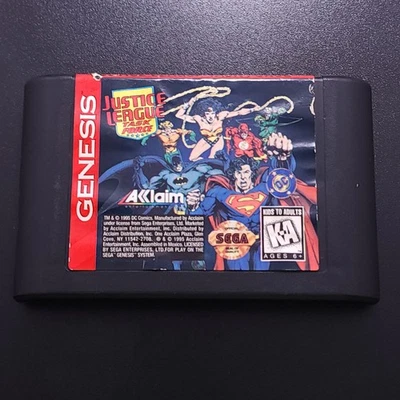 GENESIS
JUSTICE
LEAGUE
TASK
FORCE
AKClaim
entertainment
TM & © 1995 DC Comics. Manufactured by Acclaim
under license from Sega Enterprises, Ltd. Marketed
by Acclaim Entertainment, Inc. Distributed by
Acclaim Distribution, Inc. One Acclaim Plaza, Glen
Cove, NY 11542-2708. ® & © 1995 Acclaim
Entertainment, Inc. Assembled in Mexico. LICENSED
BY SEGA ENTERPRISES, LTD. FOR PLAY ON THE
SEGA™ GENESIS™ SYSTEM.
SEGA
KIDS TO ADULTS
K-A
AGES 6+